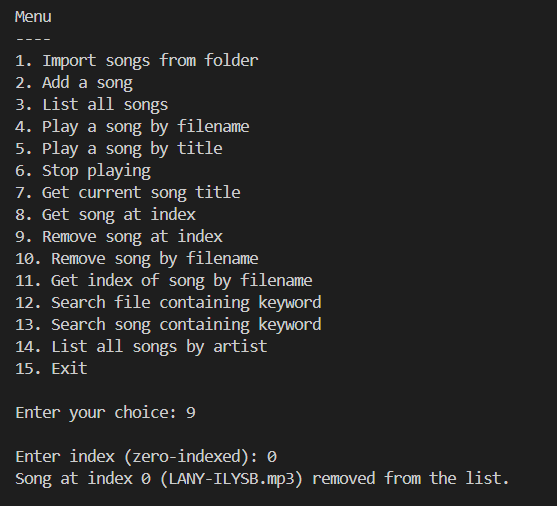 Menu
----
1. Import songs from folder
2. Add a song
3. List all songs
4. Play a song by filename
5. Play a song by title
6. Stop playing
7. Get current song title
8. Get song at index
9. Remove song at index
10. Remove song by filename
11. Get index of song by filename
12. Search file containing keyword
13. Search song containing keyword
14. List all songs by artist
15. Exit
Enter your choice: 9
Enter index (zero-indexed): 0
Song at index 0 (LANY-ILYSB.mp3) removed from the list.